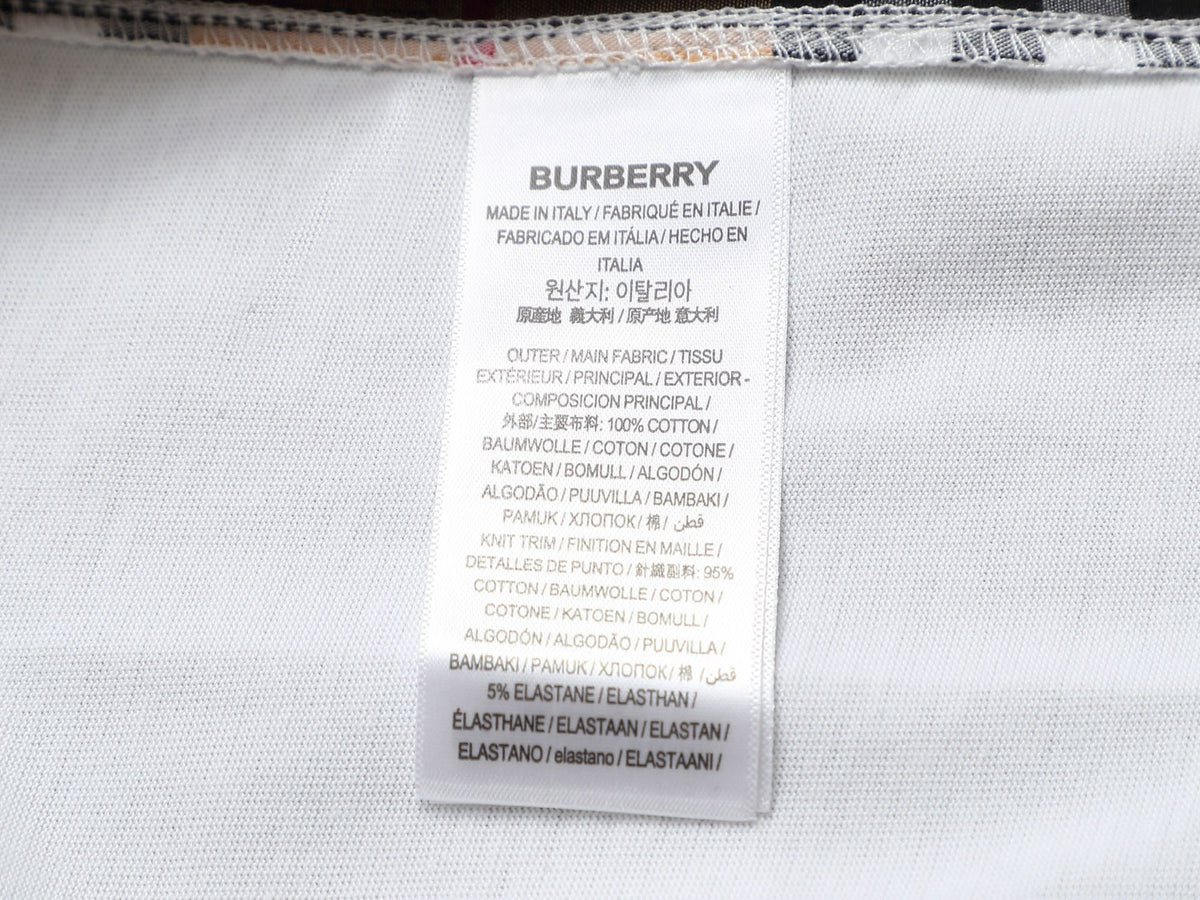 BURBERRY
MADE IN ITALY / FABRIQUÉ EN ITALIE /
FABRICADO EM ITÁLIA / HECHO EN
ITALIA
원산지: 이탈리아
原産地 義大利 / 原产地 意大利
OUTER / MAIN FABRIC / TISSU
EXTÉRIEUR / PRINCIPAL / EXTERIOR -
COMPOSICION PRINCIPAL /
外部/主要布料: 100% COTTON /
BAUMWOLLE / COTON / COTONE /
KATOEN / BOMULL / ALGODÓN /
ALGODÃO / PUUVILLA / BAMBAKI /
PAMUK / ХЛОПОК / 棉 / قطن
KNIT TRIM / FINITION EN MAILLE /
DETALLES DE PUNTO / 針織副料: 95%
COTTON / BAUMWOLLE / COTON /
COTONE / KATOEN / BOMULL /
ALGODÓN / ALGODÃO / PUUVILLA /
BAMBAKI / PAMUK / ХЛОПОК / 棉 / قطن
5% ELASTANE / ELASTHAN /
ÉLASTHANE / ELASTAAN / ELASTAN /
ELASTANO / elastano / ELASTAANI /